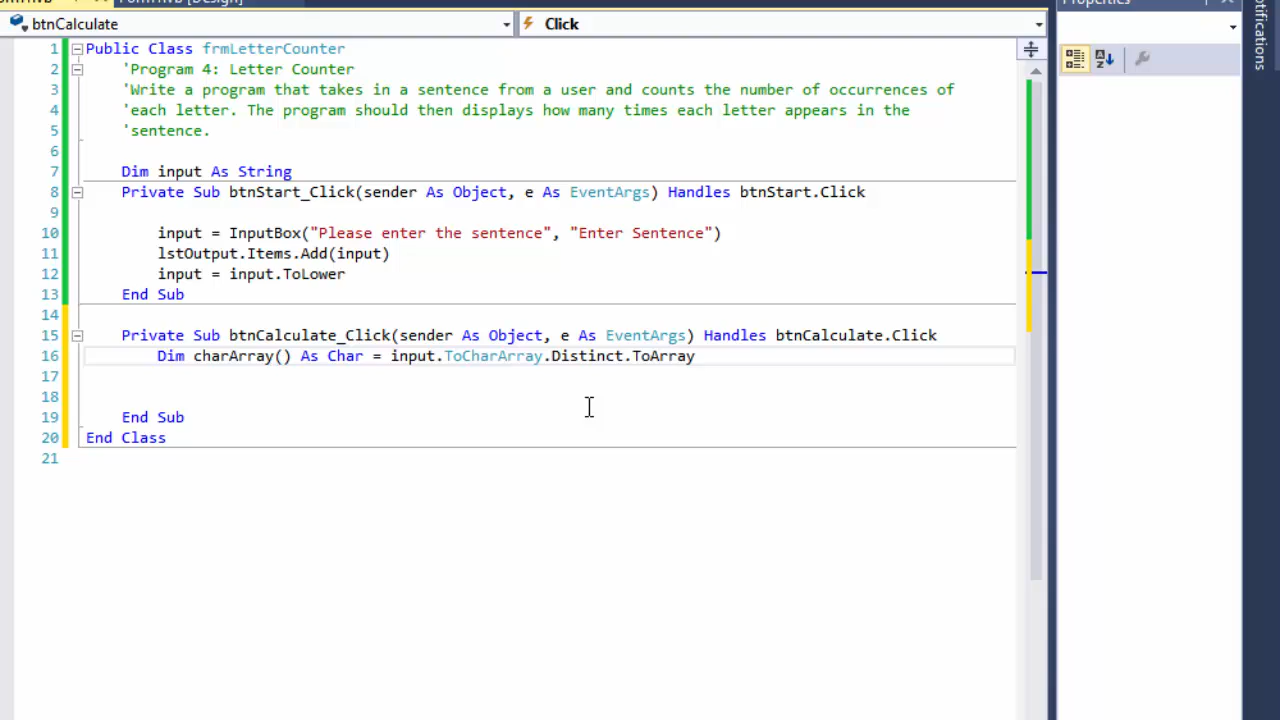 btnCalculate Click
1 Public Class frmLetterCounter
2 'Program 4: Letter Counter
3 'Write a program that takes in a sentence from a user and counts the number of occurrences of
4 'each letter. The program should then displays how many times each letter appears in the
5 'sentence.
6
7 Dim input As String
8 Private Sub btnStart_Click(sender As Object, e As EventArgs) Handles btnStart.Click
9
10 input = InputBox("Please enter the sentence", "Enter Sentence")
11 lstOutput.Items.Add(input)
12 input = input.ToLower
13 End Sub
14
15 Private Sub btnCalculate_Click(sender As Object, e As EventArgs) Handles btnCalculate.Click
16 Dim charArray() As Char = input.ToCharArray.Distinct.ToArray
17
18
19 End Sub
20 End Class
21
Properties